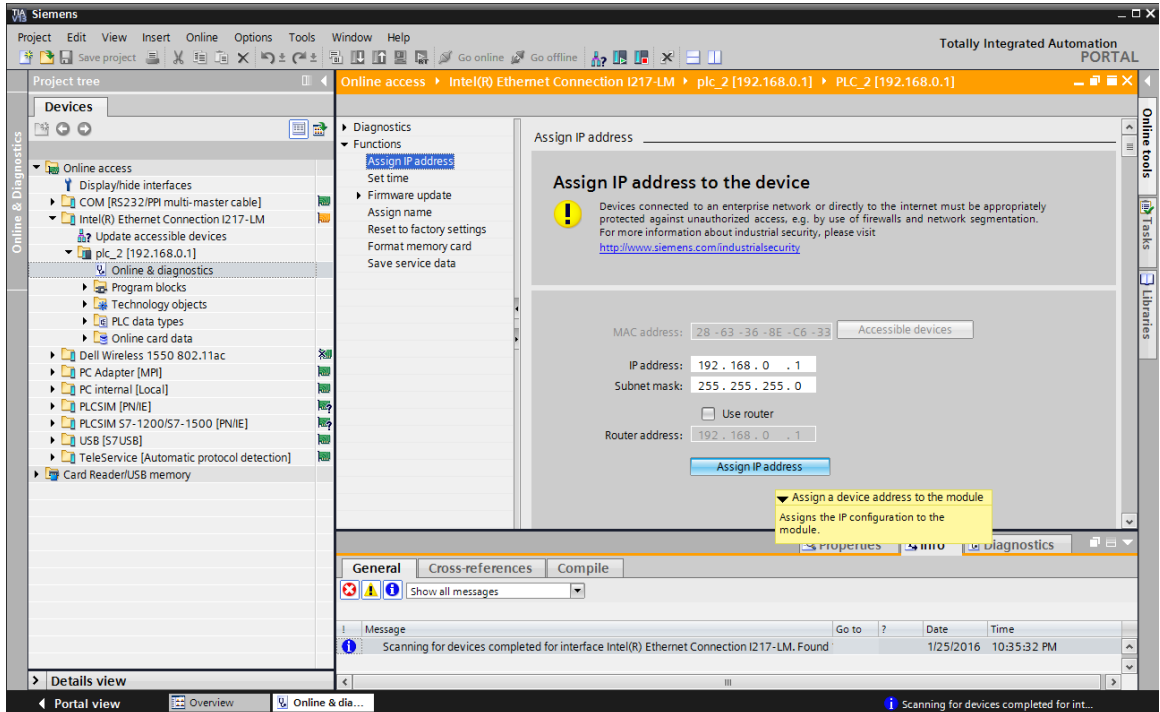 Siemens
Project Edit View Insert Online Options Tools Window Help
Totally Integrated Automation
PORTAL
Save project Go online Go offline
Project tree
Online access Intel(R) Ethernet Connection I217-LM plc_2 [192.168.0.1] PLC_2 [192.168.0.1]
Devices
Online & Diagnostics
Online access
Display/hide interfaces
COM [RS232/PPI multi-master cable]
Intel(R) Ethernet Connection I217-LM
Update accessible devices
plc_2 [192.168.0.1]
Online & diagnostics
Program blocks
Technology objects
PLC data types
Online card data
Dell Wireless 1550 802.11ac
PC Adapter [MPI]
PC internal [Local]
PLCSIM [PN/IE]
PLCSIM S7-1200/S7-1500 [PN/IE]
USB [S7USB]
TeleService [Automatic protocol detection]
Card Reader/USB memory
Details view
Diagnostics
Functions
Assign IP address
Set time
Firmware update
Assign name
Reset to factory settings
Format memory card
Save service data
Assign IP address
Assign IP address to the device
Devices connected to an enterprise network or directly to the internet must be appropriately
protected against unauthorized access, e.g. by use of firewalls and network segmentation.
For more information about industrial security, please visit
http://www.siemens.com/industrialsecurity
MAC address: 28 -63 -36 -8E -C6 -33 Accessible devices
IP address: 192 . 168 . 0 . 1
Subnet mask: 255 . 255 . 255 . 0
Use router
Router address: 192 . 168 . 0 . 1
Assign IP address
Assign a device address to the module
Assigns the IP configuration to the
module.
Online tools
Tasks
Libraries
Properties Info Diagnostics
General Cross-references Compile
Show all messages
! Message Go to ? Date Time
Scanning for devices completed for interface Intel(R) Ethernet Connection I217-LM. Found 1/25/2016 10:35:32 PM
Portal view Overview Online & dia... Scanning for devices completed for int...